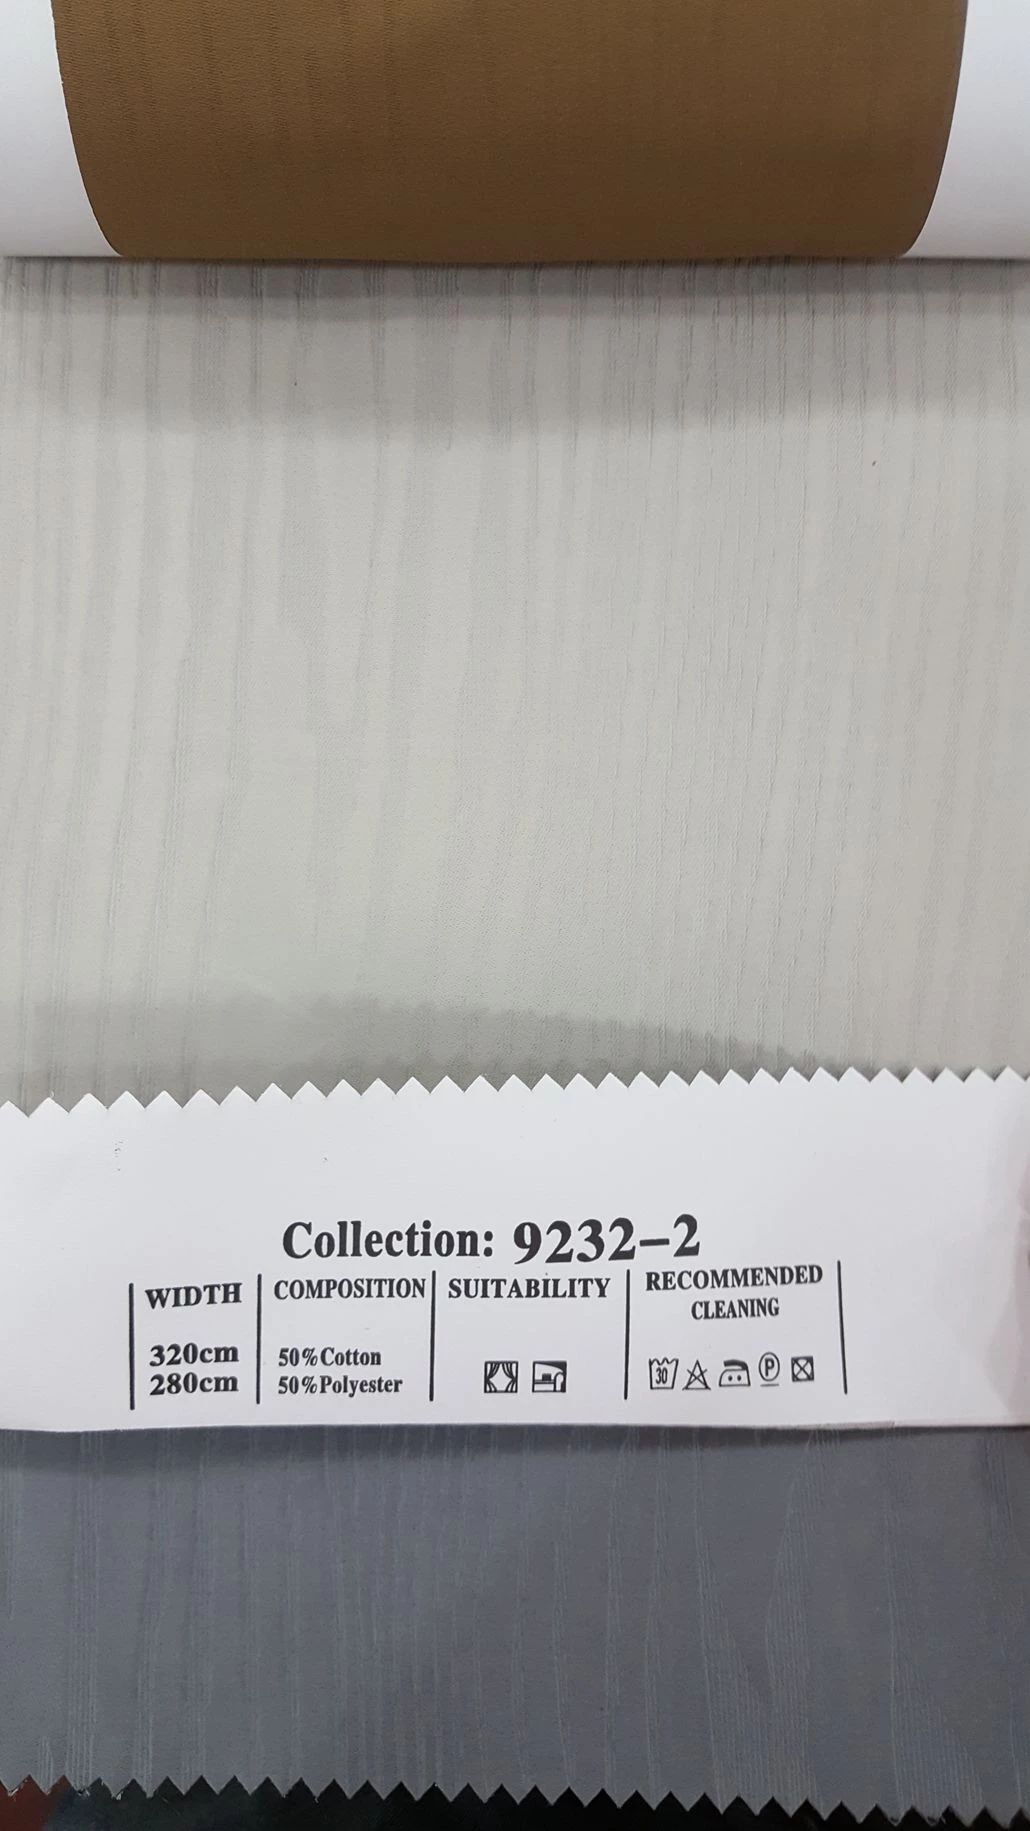 Collection: 9232-2
WIDTH
320cm
280cm
COMPOSITION
50%Cotton
50%Polyester
SUITABILITY
RECOMMENDED
CLEANING
30
P